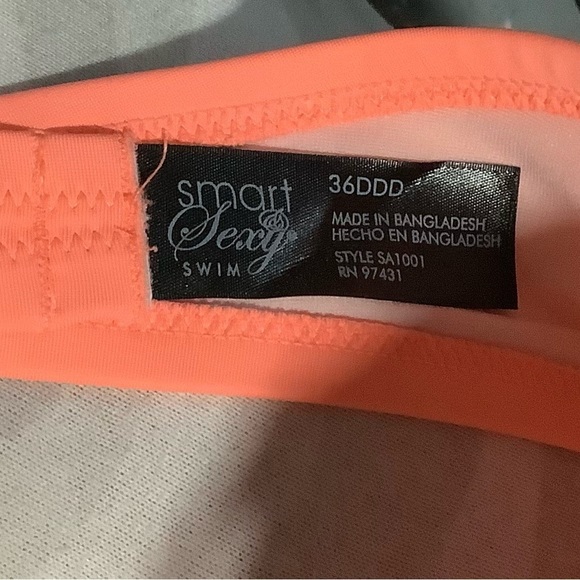 smart
& Sexy
SWIM
36DDD
MADE IN BANGLADESH
HECHO EN BANGLADESH
STYLE SA1001
RN 97431